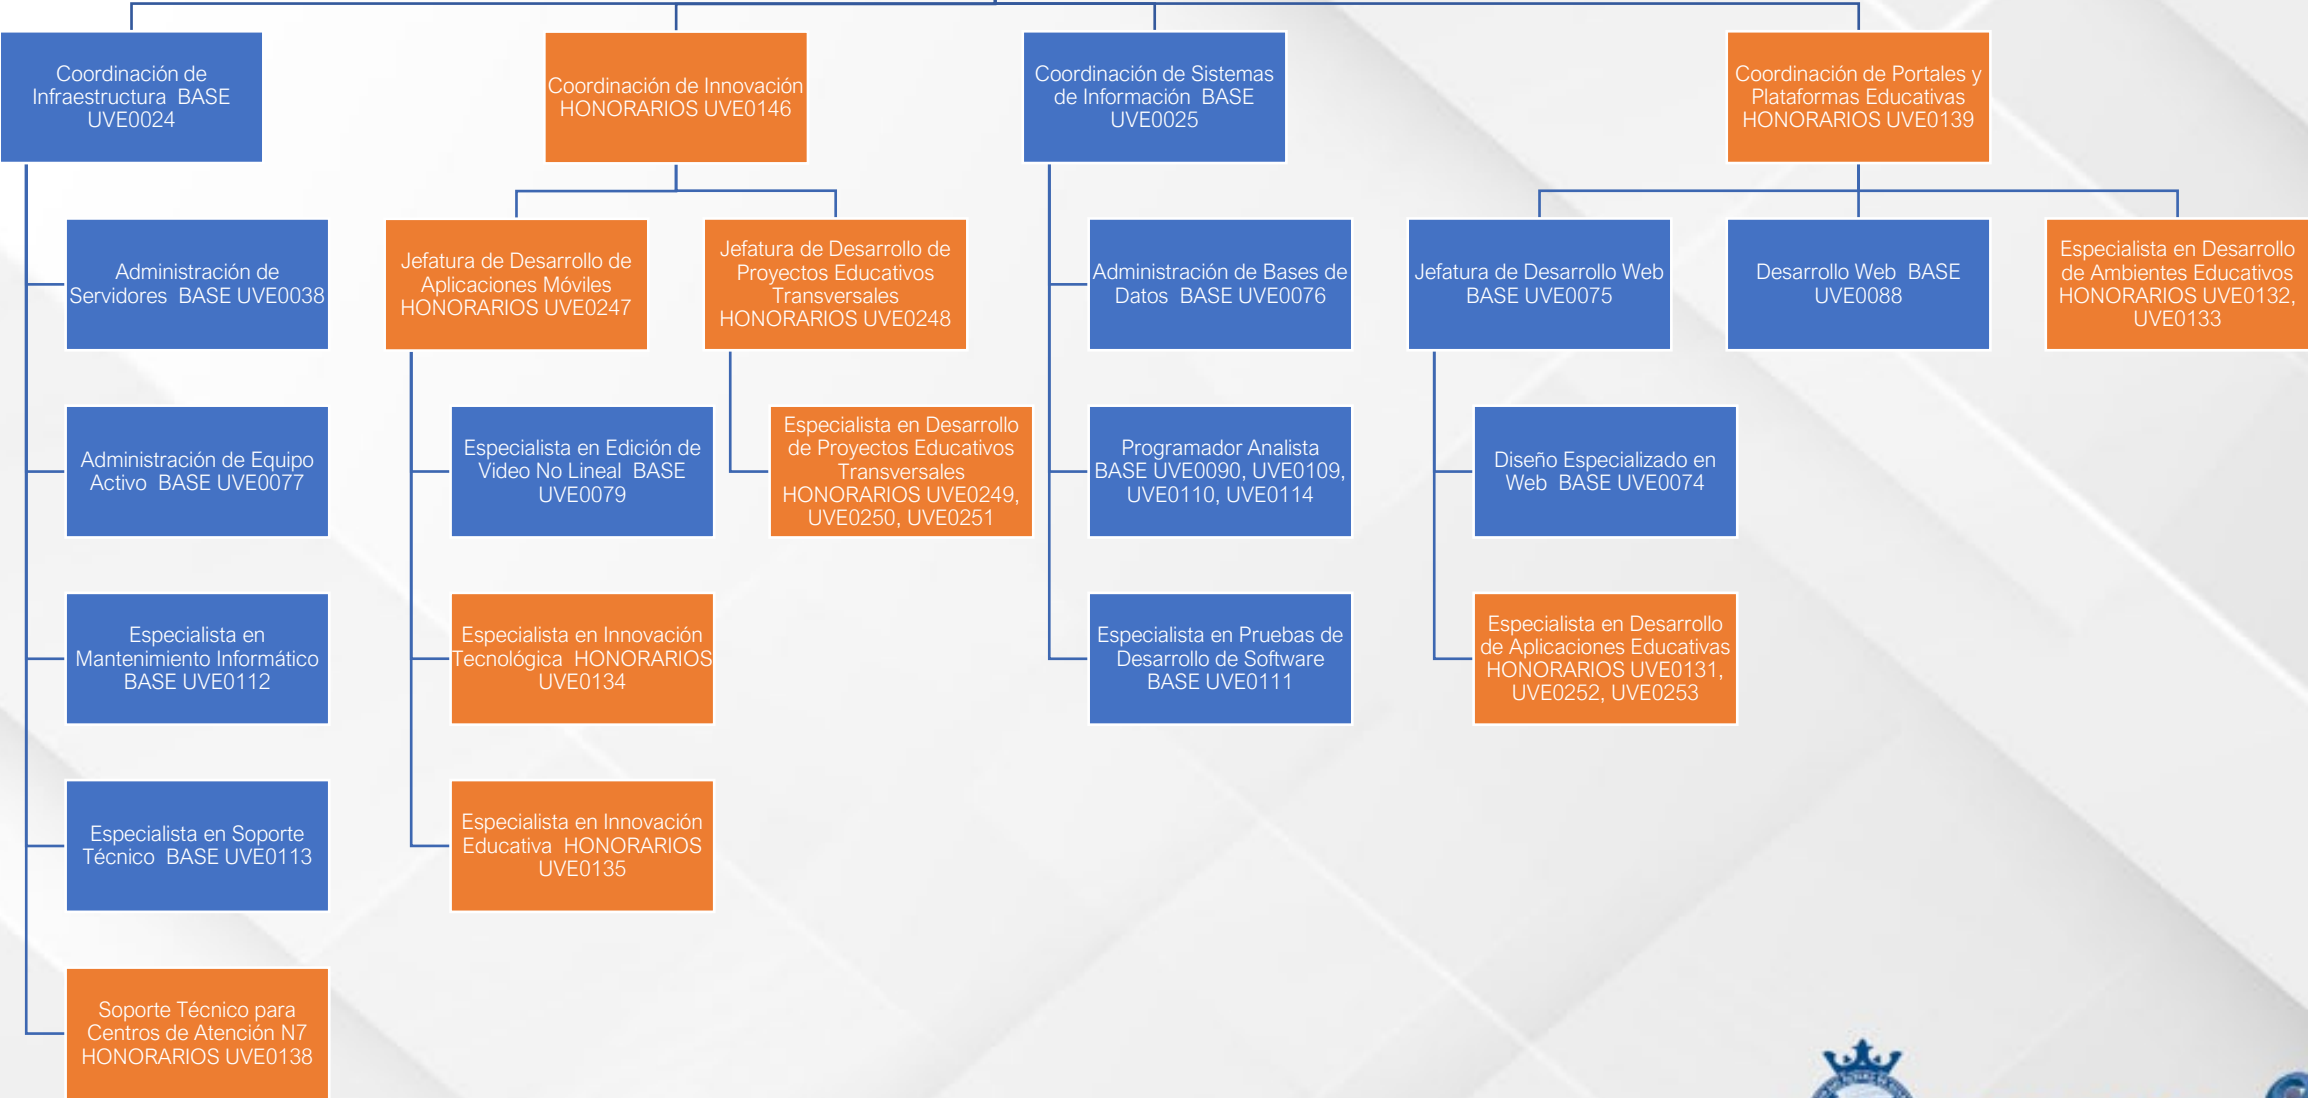 Coordinación de
Infraestructura BASE
UVE0024
Coordinación de Innovación
HONORARIOS UVE0146
Coordinación de Sistemas
de Información BASE
UVE0025
Coordinación de Portales y
Plataformas Educativas
HONORARIOS UVE0139
Administración de
Servidores BASE UVE0038
Jefatura de Desarrollo de
Aplicaciones Móviles
HONORARIOS UVE0247
Jefatura de Desarrollo de
Proyectos Educativos
Transversales
HONORARIOS UVE0248
Administración de Bases de
Datos BASE UVE0076
Jefatura de Desarrollo Web
BASE UVE0075
Desarrollo Web BASE
UVE0088
Especialista en Desarrollo
de Ambientes Educativos
HONORARIOS UVE0132,
UVE0133
Administración de Equipo
Activo BASE UVE0077
Especialista en Edición de
Video No Lineal BASE
UVE0079
Especialista en Desarrollo
de Proyectos Educativos
Transversales
HONORARIOS UVE0249,
UVE0250, UVE0251
Programador Analista
BASE UVE0090, UVE0109,
UVE0110, UVE0114
Diseño Especializado en
Web BASE UVE0074
Especialista en
Mantenimiento Informático
BASE UVE0112
Especialista en Innovación
Tecnológica HONORARIOS
UVE0134
Especialista en Pruebas de
Desarrollo de Software
BASE UVE0111
Especialista en Desarrollo
de Aplicaciones Educativas
HONORARIOS UVE0131,
UVE0252, UVE0253
Especialista en Soporte
Técnico BASE UVE0113
Especialista en Innovación
Educativa HONORARIOS
UVE0135
Soporte Técnico para
Centros de Atención N7
HONORARIOS UVE0138